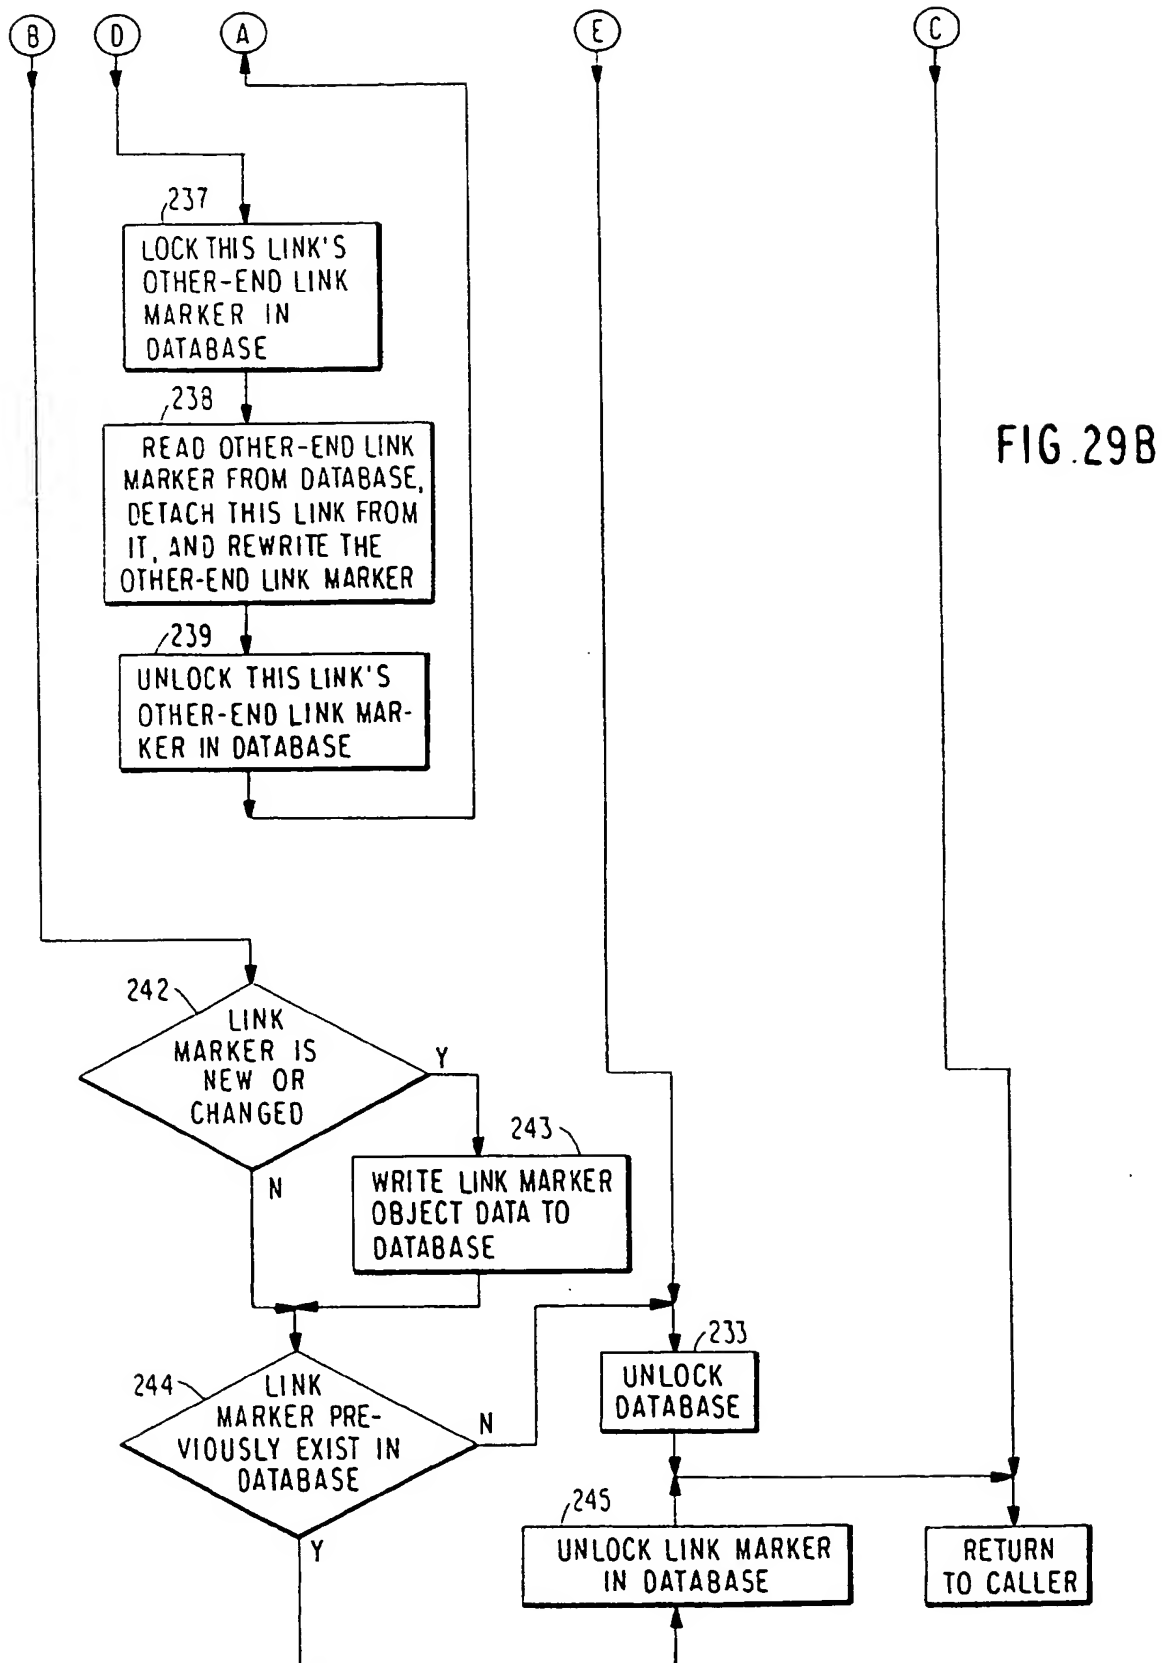 B
D
A
E
C
237
LOCK THIS LINK'S
OTHER-END LINK
MARKER IN
DATABASE
238
READ OTHER-END LINK
MARKER FROM DATABASE,
DETACH THIS LINK FROM
IT, AND REWRITE THE
OTHER-END LINK MARKER
FIG.29B
239
UNLOCK THIS LINK'S
OTHER-END LINK MAR-
KER IN DATABASE
242
LINK
MARKER IS
NEW OR
CHANGED
Y
N
243
WRITE LINK MARKER
OBJECT DATA TO
DATABASE
244
LINK
MARKER PRE-
VIOUSLY EXIST IN
DATABASE
N
Y
233
UNLOCK
DATABASE
245
UNLOCK LINK MARKER
IN DATABASE
RETURN
TO CALLER